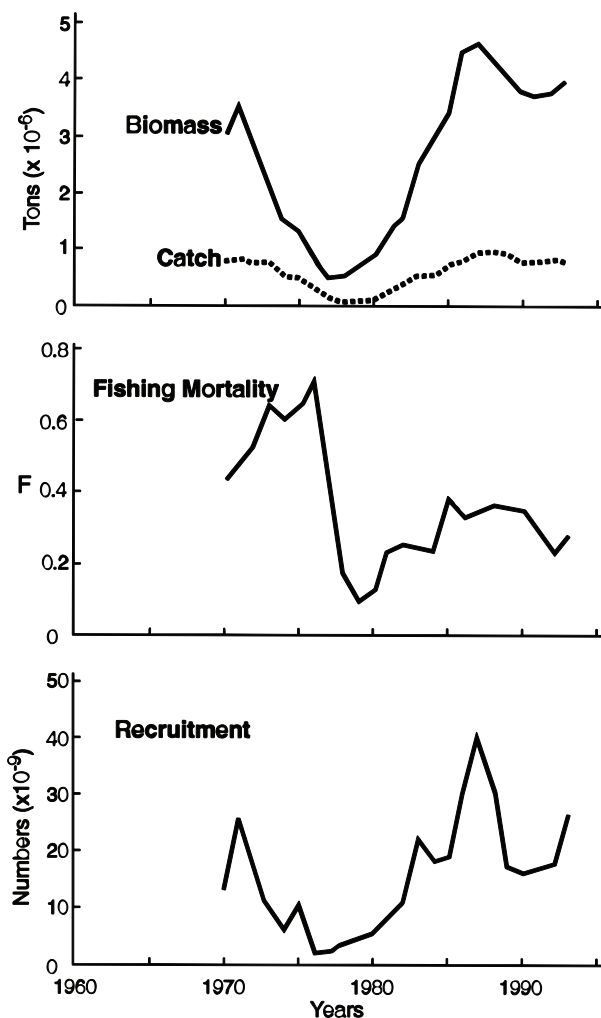 5
4
3
2
1
0
Tons (x 10-6)
Biomass
Catch
0.8
0.6
0.4
0.2
0
F
Fishing Mortality
50
40
30
20
10
0
Numbers (x10-9)
Recruitment
1960 1970 1980 1990
Years